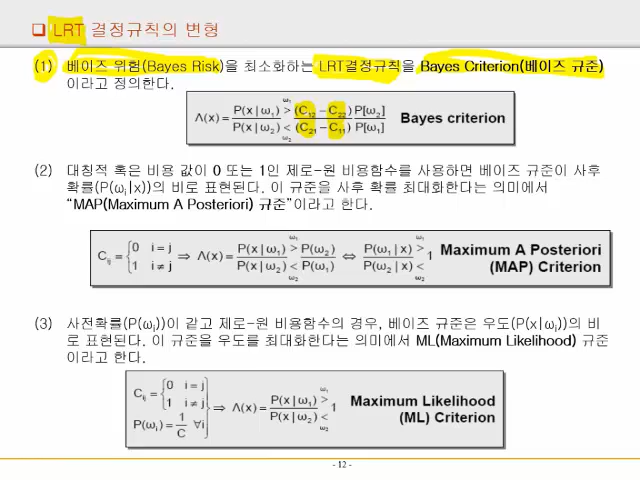 ❑ LRT 결정규칙의 변형
(1) 베이즈 위험(Bayes Risk)을 최소화하는 LRT결정규칙을 Bayes Criterion(베이즈 규준)
이라고 정의한다.
Λ(x) = P(x|ω₁)/P(x|ω₂) ω₁ > < ω₂ (C₁₂ − C₂₂)/(C₂₁ − C₁₁) P[ω₂]/P[ω₁] Bayes criterion
(2) 대칭적 혹은 비용 값이 0 또는 1인 제로-원 비용함수를 사용하면 베이즈 규준이 사후
확률(P(ωᵢ|x))의 비로 표현된다. 이 규준을 사후 확률 최대화한다는 의미에서
“MAP(Maximum A Posteriori) 규준”이라고 한다.
Cᵢⱼ = { 0 i = j 1 i ≠ j ⇒ Λ(x) = P(x|ω₁)/P(x|ω₂) ω₁ > < ω₂ P(ω₂)/P(ω₁) ⇔ P(ω₁|x)/P(ω₂|x) ω₁ > < ω₂ 1 Maximum A Posteriori
(MAP) Criterion
(3) 사전확률(P(ωᵢ))이 같고 제로-원 비용함수의 경우, 베이즈 규준은 우도(P(x|ωᵢ))의 비
로 표현된다. 이 규준을 우도를 최대화한다는 의미에서 ML(Maximum Likelihood) 규준
이라고 한다.
Cᵢⱼ = { 0 i = j 1 i ≠ j
P(ωᵢ) = 1/C ∀i } ⇒ Λ(x) = P(x|ω₁)/P(x|ω₂) ω₁ > < ω₂ 1 Maximum Likelihood
(ML) Criterion
- 12 -